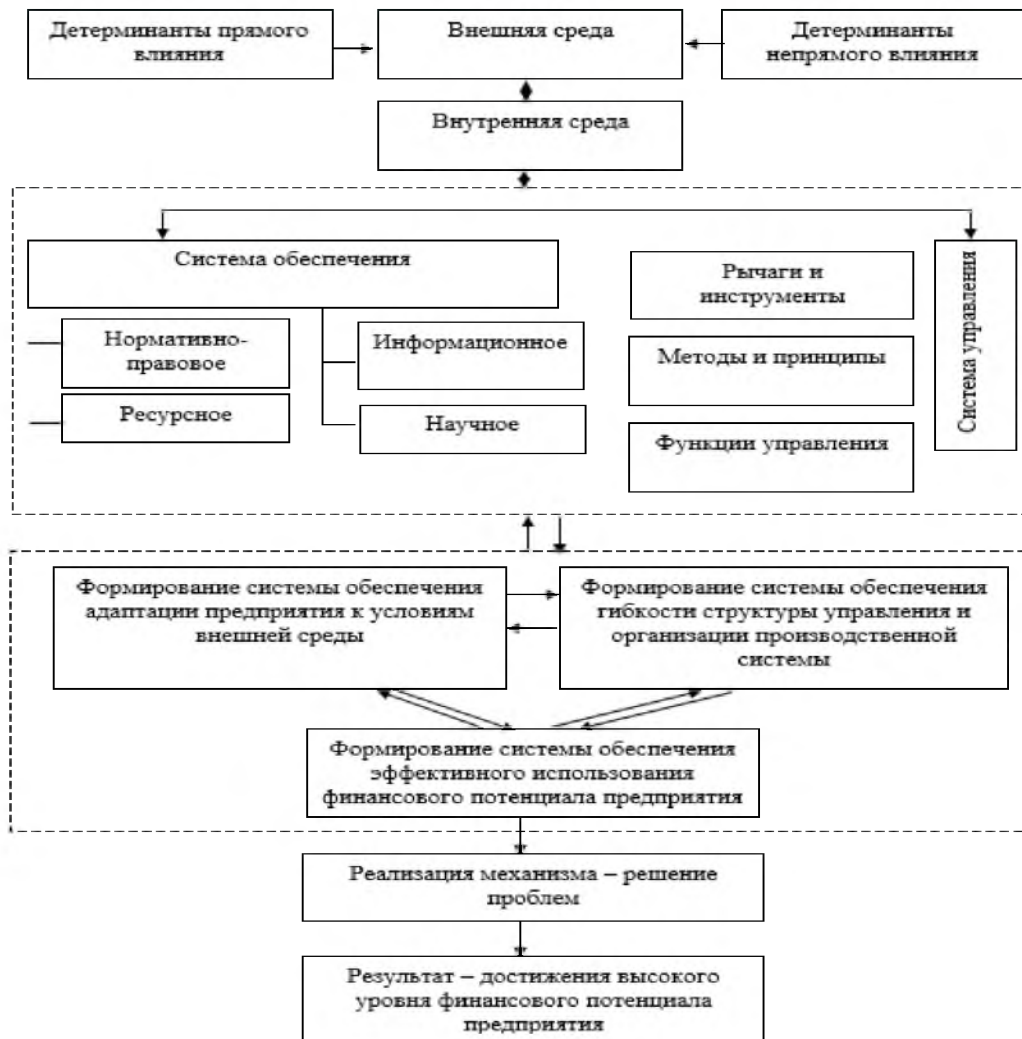 Детерминанты прямого
влияния
Внешняя среда
Детерминанты
непрямого влияния
Внутренняя среда
Система обеспечения
Нормативно-
правовое
Ресурсное
Информационное
Научное
Рычаги и
инструменты
Методы и принципы
Функции управления
Система управления
Формирование системы обеспечения
адаптации предприятия к условиям
внешней среды
Формирование системы обеспечения
гибкости структуры управления и
организации производственной
системы
Формирование системы обеспечения
эффективного использования
финансового потенциала предприятия
Реализация механизма – решение
проблем
Результат – достижения высокого
уровня финансового потенциала
предприятия